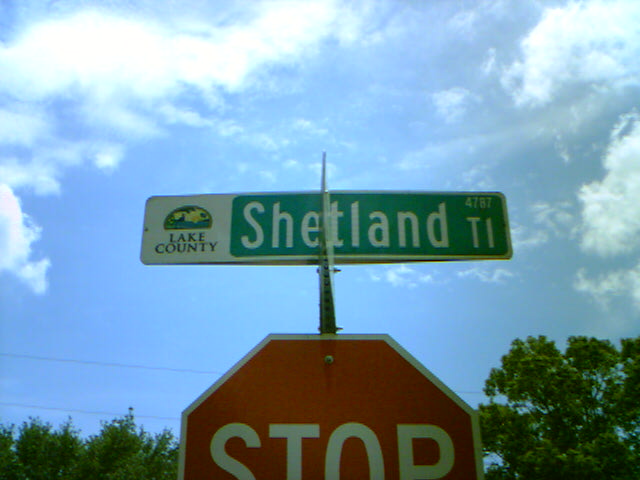 LAKE
COUNTY
Shetland Tl
4787
STOP